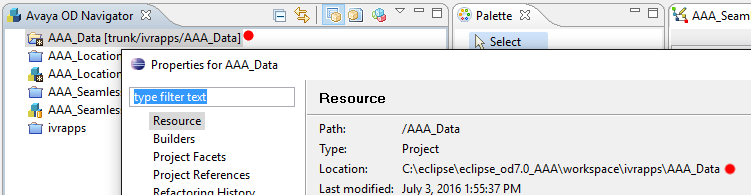 Avaya OD Navigator
Palette
AAA_Seam
AAA_Data [trunk/ivrapps/AAA_Data]
Select
AAA_Location
AAA_Location
AAA_Seamles
AAA_Seamles
ivrapps
Properties for AAA_Data
type filter text
Resource
Builders
Project Facets
Project References
Refactoring History
Resource
Path: /AAA_Data
Type: Project
Location: C:\eclipse\eclipse_od7.0_AAA\workspace\ivrapps\AAA_Data
Last modified: July 3, 2016 1:55:37 PM